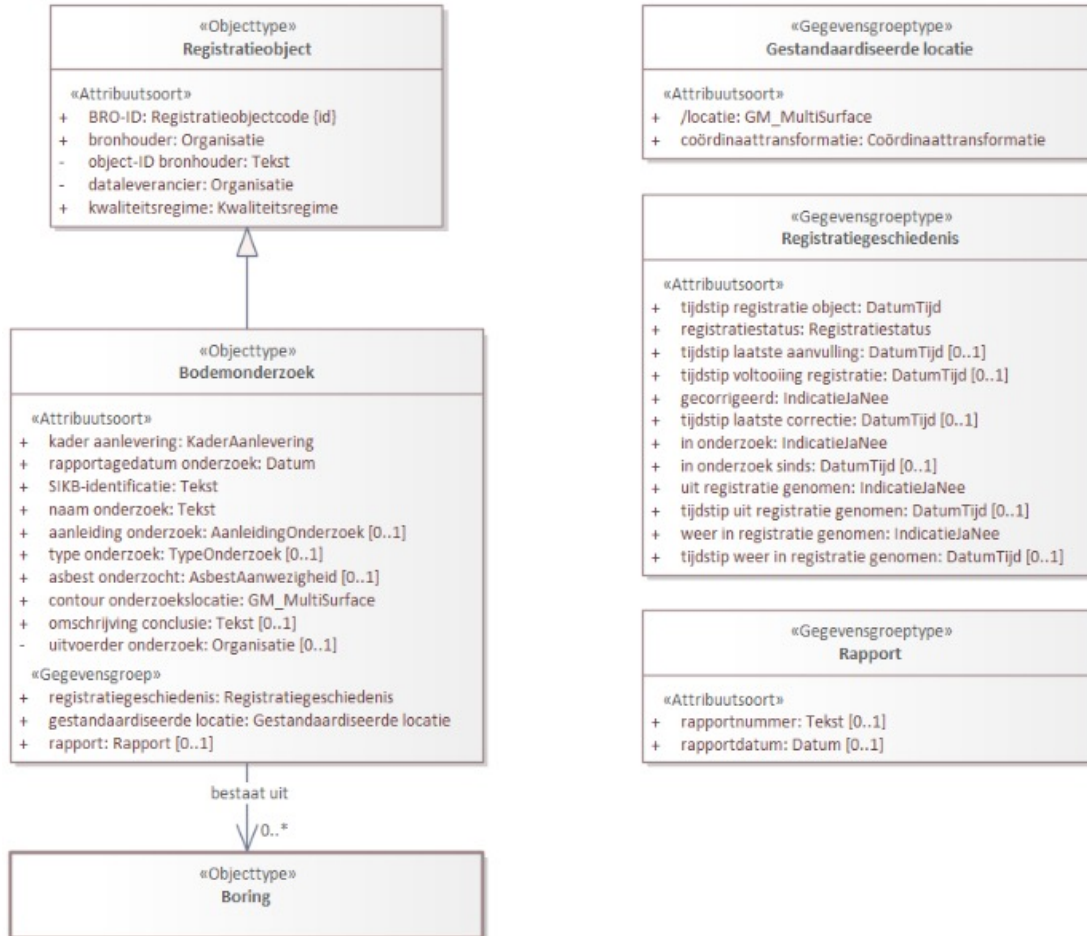 «Objecttype»
Registratieobject
«Attribuutsoort»
+ BRO-ID: Registratieobjectcode {id}
+ bronhouder: Organisatie
- object-ID bronhouder: Tekst
- dataleverancier: Organisatie
+ kwaliteitsregime: Kwaliteitsregime
«Objecttype»
Bodemonderzoek
«Attribuutsoort»
+ kader aanlevering: KaderAanlevering
+ rapportagedatum onderzoek: Datum
+ SIKB-identificatie: Tekst
+ naam onderzoek: Tekst
+ aanleiding onderzoek: AanleidingOnderzoek [0..1]
+ type onderzoek: TypeOnderzoek [0..1]
+ asbest onderzocht: AsbestAanwezigheid [0..1]
+ contour onderzoekslocatie: GM_MultiSurface
+ omschrijving conclusie: Tekst [0..1]
- uitvoerder onderzoek: Organisatie [0..1]
«Gegevensgroep»
+ registratiegeschiedenis: Registratiegeschiedenis
+ gestandaardiseerde locatie: Gestandaardiseerde locatie
+ rapport: Rapport [0..1]
bestaat uit
0..*
«Objecttype»
Boring
«Gegevensgroeptype»
Gestandaardiseerde locatie
«Attribuutsoort»
+ /locatie: GM_MultiSurface
+ coördinaattransformatie: Coördinaattransformatie
«Gegevensgroeptype»
Registratiegeschiedenis
«Attribuutsoort»
+ tijdstip registratie object: DatumTijd
+ registratiestatus: Registratiestatus
+ tijdstip laatste aanvulling: DatumTijd [0..1]
+ tijdstip voltooiing registratie: DatumTijd [0..1]
+ gecorrigeerd: IndicatieJaNee
+ tijdstip laatste correctie: DatumTijd [0..1]
+ in onderzoek: IndicatieJaNee
+ in onderzoek sinds: DatumTijd [0..1]
+ uit registratie genomen: IndicatieJaNee
+ tijdstip uit registratie genomen: DatumTijd [0..1]
+ weer in registratie genomen: IndicatieJaNee
+ tijdstip weer in registratie genomen: DatumTijd [0..1]
«Gegevensgroeptype»
Rapport
«Attribuutsoort»
+ rapportnummer: Tekst [0..1]
+ rapportdatum: Datum [0..1]